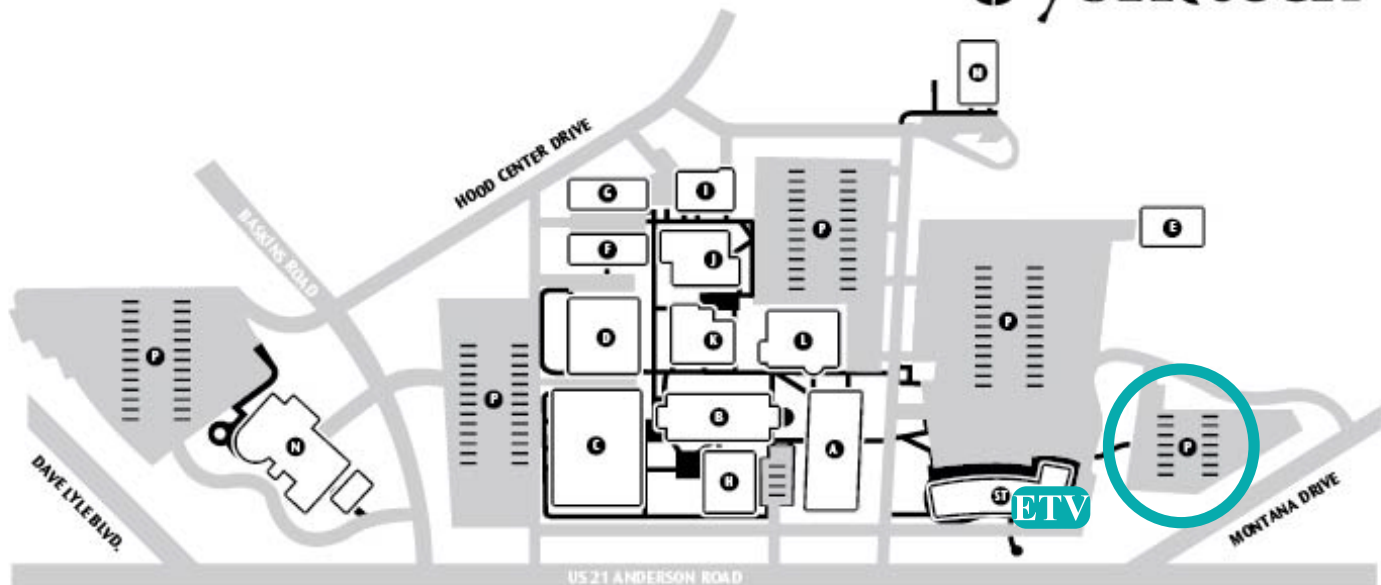 HOOD CENTER DRIVE
BASKINS ROAD
G
I
F
J
P
E
D
K
L
P
P
P
B
C
A
N
H
P
ST
ETV
DAVE LYLE BLVD.
MONTANA DRIVE
US 21 ANDERSON ROAD